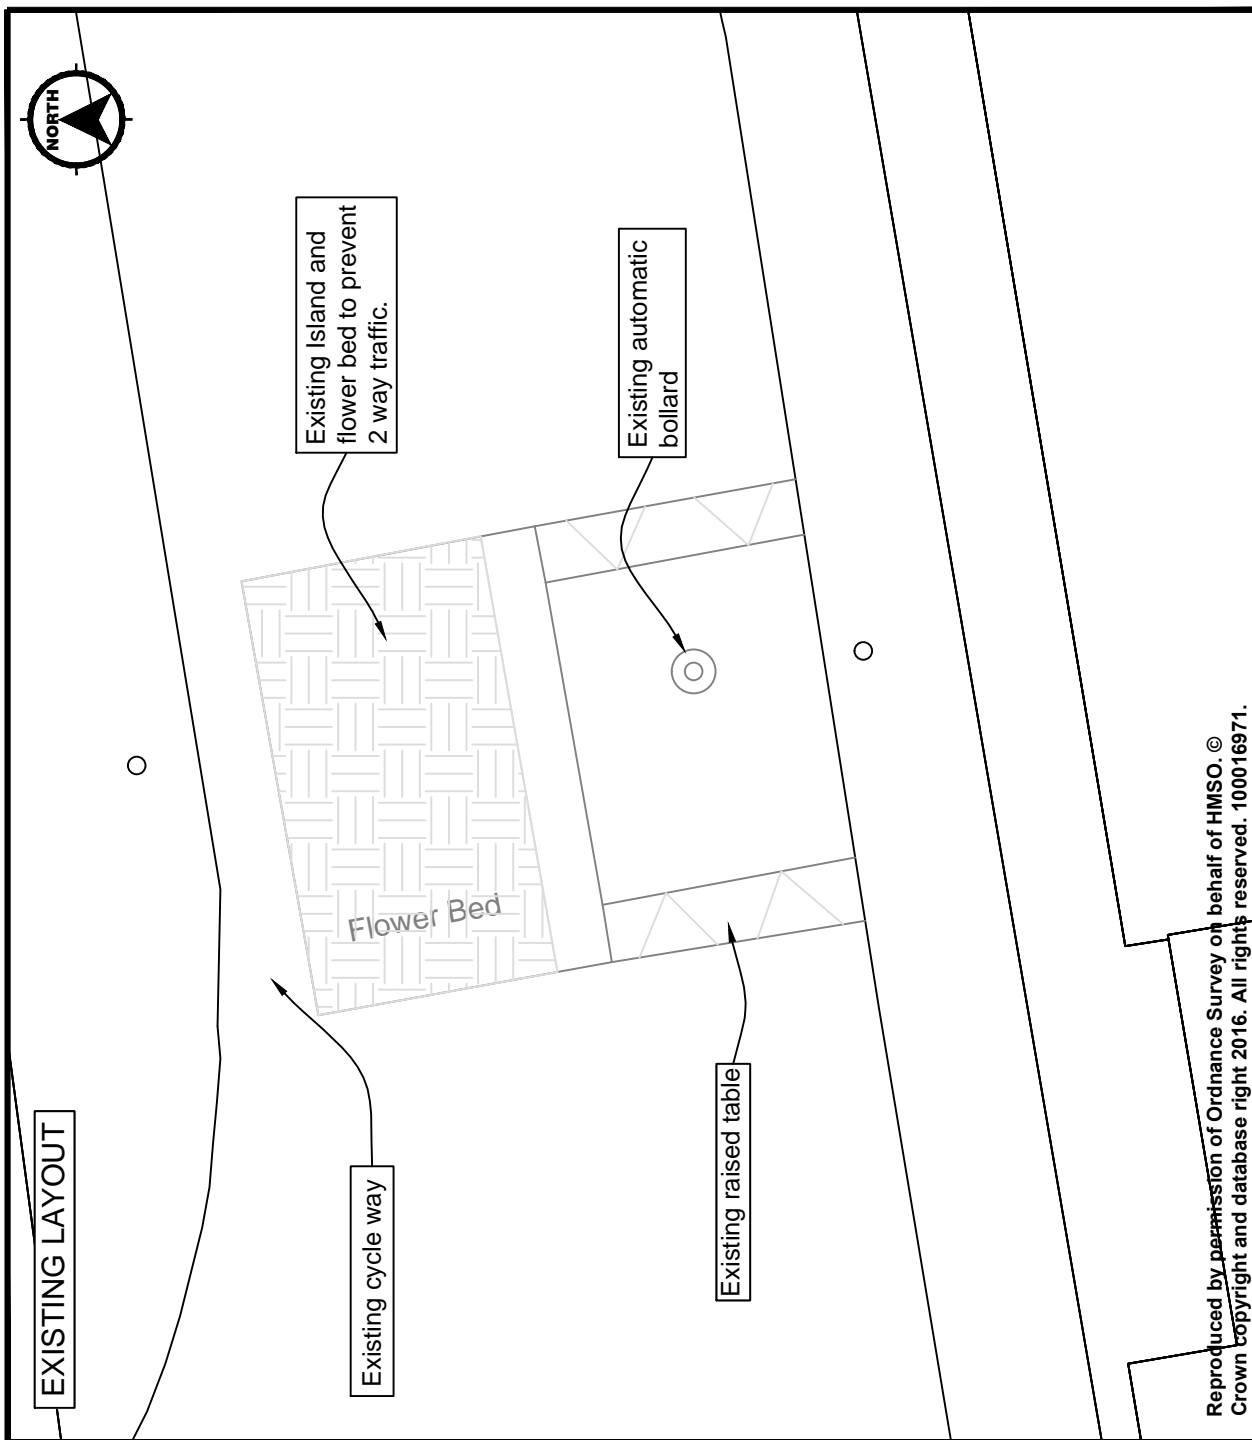 EXISTING LAYOUT
NORTH
Existing Island and
flower bed to prevent
2 way traffic.
Existing automatic
bollard
Flower Bed
Existing cycle way
Existing raised table
Reproduced by permission of Ordnance Survey on behalf of HMSO. ©
Crown copyright and database right 2016. All rights reserved. 100016971.